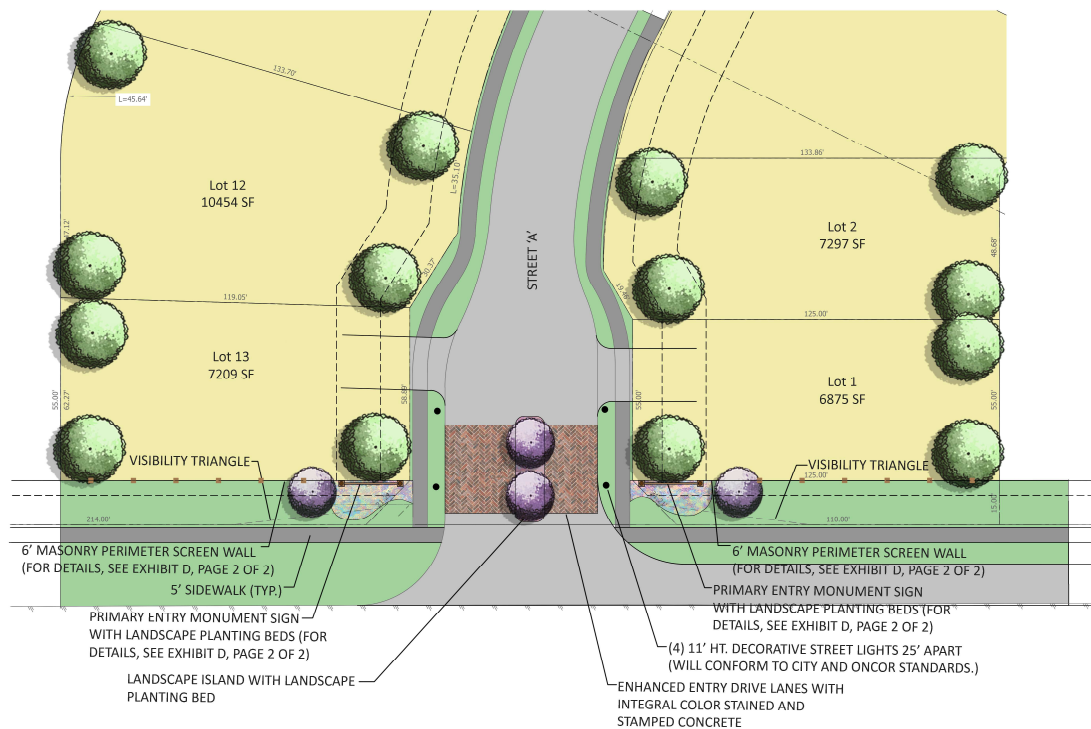 133.70'
L=45.64'
Lot 12
10454 SF
L=35.10'
30.37'
119.05'
Lot 13
7209 SF
55.00'
62.27'
58.89'
STREET 'A'
133.86'
Lot 2
7297 SF
48.68'
125.00'
Lot 1
6875 SF
55.00'
55.00'
125.00'
15.00'
VISIBILITY TRIANGLE
VISIBILITY TRIANGLE
214.00'
110.00'
6' MASONRY PERIMETER SCREEN WALL
(FOR DETAILS, SEE EXHIBIT D, PAGE 2 OF 2)
5' SIDEWALK (TYP.)
PRIMARY ENTRY MONUMENT SIGN
WITH LANDSCAPE PLANTING BEDS (FOR
DETAILS, SEE EXHIBIT D, PAGE 2 OF 2)
LANDSCAPE ISLAND WITH LANDSCAPE
PLANTING BED
6' MASONRY PERIMETER SCREEN WALL
(FOR DETAILS, SEE EXHIBIT D, PAGE 2 OF 2)
PRIMARY ENTRY MONUMENT SIGN
WITH LANDSCAPE PLANTING BEDS (FOR
DETAILS, SEE EXHIBIT D, PAGE 2 OF 2)
(4) 11' HT. DECORATIVE STREET LIGHTS 25' APART
(WILL CONFORM TO CITY AND ONCOR STANDARDS.)
ENHANCED ENTRY DRIVE LANES WITH
INTEGRAL COLOR STAINED AND
STAMPED CONCRETE